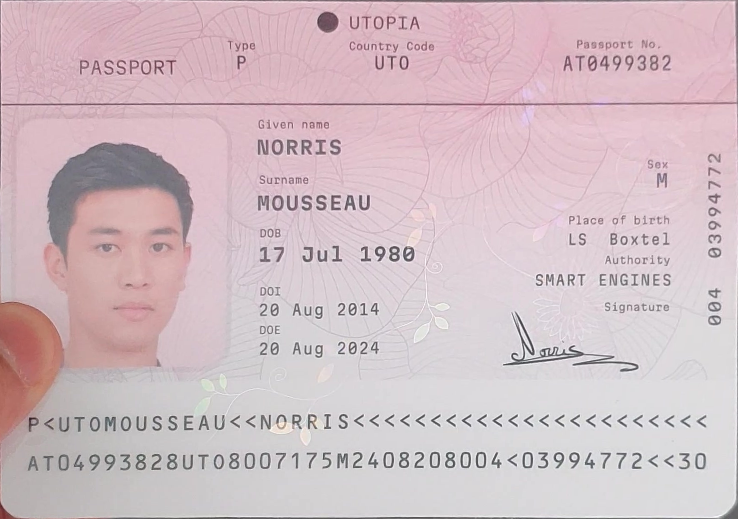 UTOPIA
PASSPORT
Type
P
Country Code
UTO
Passport No.
AT0499382
Given name
NORRIS
Surname
MOUSSEAU
DOB
17 Jul 1980
DOI
20 Aug 2014
DOE
20 Aug 2024
Sex
M
Place of birth
LS Boxtel
Authority
SMART ENGINES
Signature
Norris
004 03994772
P<UTOMOUSSEAU<<NORRIS<<<<<<<<<<<<<<<<<<<<<<<
AT04993828UTO8007175M2408208004<03994772<<30